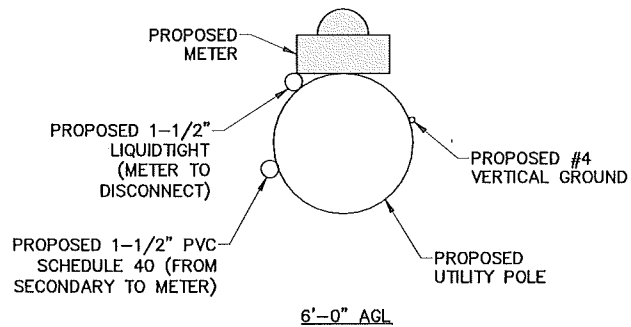 PROPOSED
METER
PROPOSED 1-1/2"
LIQUIDTIGHT
(METER TO
DISCONNECT)
PROPOSED #4
VERTICAL GROUND
PROPOSED 1-1/2" PVC
SCHEDULE 40 (FROM
SECONDARY TO METER)
PROPOSED
UTILITY POLE
6'-0" AGL